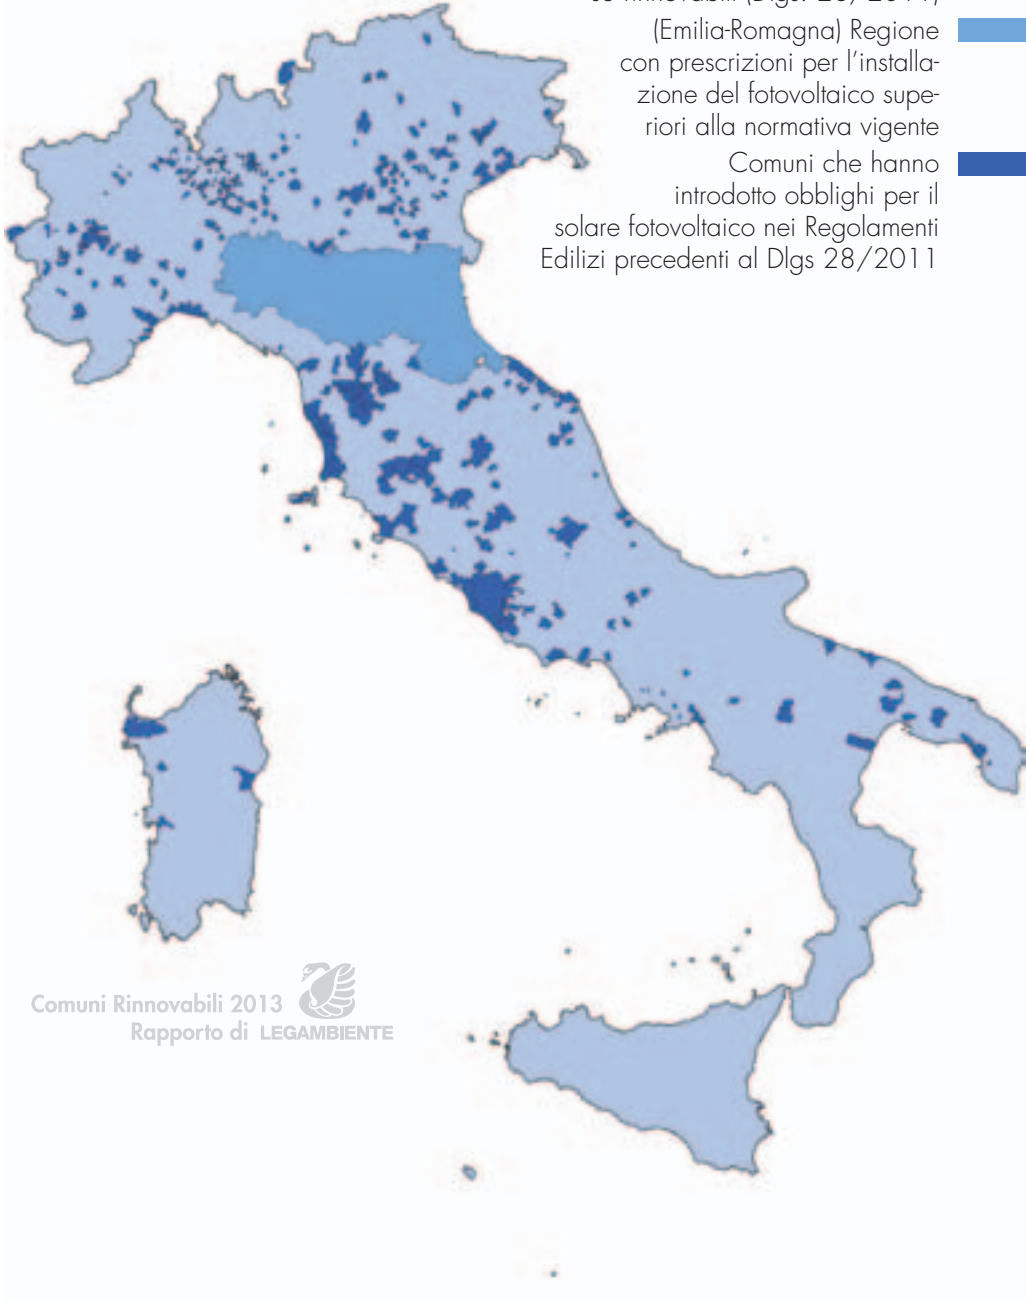 (Emilia-Romagna) Regione
con prescrizioni per l'installa-
zione del fotovoltaico supe-
riori alla normativa vigente
Comuni che hanno
introdotto obblighi per il
solare fotovoltaico nei Regolamenti
Edilizi precedenti al Dlgs 28/2011
Comuni Rinnovabili 2013
Rapporto di LEGAMBIENTE